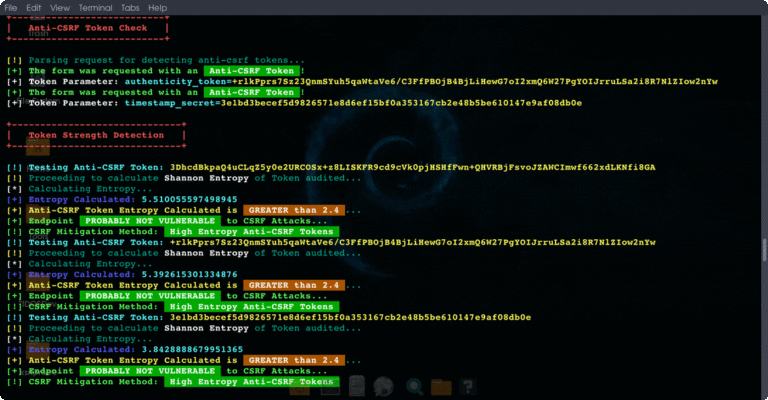 File Edit View Terminal Tabs Help
+--------------------------+
| Anti-CSRF Token Check |
+--------------------------+
[!] Parsing request for detecting anti-csrf tokens...
[+] The form was requested with an Anti-CSRF Token !
[+] Token Parameter: authenticity_token=+rlkPprs7Sz23QnmSYuh5qaWtaVe6/C3FfPBOjB4BjLiHewG7oI2xmQ6W27PgYOIJrruLSa2i8R7NlZIow2nYw
[+] The form was requested with an Anti-CSRF Token !
[+] Token Parameter: timestamp_secret=3e1bd3becef5d9826571e8d6ef15bf0a353167cb2e48b5be610147e9af08db0e
+-----------------------------+
| Token Strength Detection |
+-----------------------------+
[!] Testing Anti-CSRF Token: 3DhcdBkpaQ4uCLqZ5y0e2URCOSx+z8LISKFR9cd9cVk0pjHSHfFwn+QHVRBjFsvoJZAWCImwf662xdLKNfi8GA
[!] Proceeding to calculate Shannon Entropy of Token audited...
[*] Calculating Entropy...
[+] Entropy Calculated: 5.510055597498945
[+] Anti-CSRF Token Entropy Calculated is GREATER than 2.4 ...
[+] Endpoint PROBABLY NOT VULNERABLE to CSRF Attacks...
[!] CSRF Mitigation Method: High Entropy Anti-CSRF Tokens
[!] Testing Anti-CSRF Token: +rlkPprs7Sz23QnmSYuh5qaWtaVe6/C3FfPBOjB4BjLiHewG7oI2xmQ6W27PgYOIJrruLSa2i8R7NlZIow2nYw
[!] Proceeding to calculate Shannon Entropy of Token audited...
[*] Calculating Entropy...
[+] Entropy Calculated: 5.392615301334876
[+] Anti-CSRF Token Entropy Calculated is GREATER than 2.4 ...
[+] Endpoint PROBABLY NOT VULNERABLE to CSRF Attacks...
[!] CSRF Mitigation Method: High Entropy Anti-CSRF Tokens
[!] Testing Anti-CSRF Token: 3e1bd3becef5d9826571e8d6ef15bf0a353167cb2e48b5be610147e9af08db0e
[!] Proceeding to calculate Shannon Entropy of Token audited...
[*] Calculating Entropy...
[+] Entropy Calculated: 3.8428888679951365
[+] Anti-CSRF Token Entropy Calculated is GREATER than 2.4 ...
[+] Endpoint PROBABLY NOT VULNERABLE to CSRF Attacks...
[!] CSRF Mitigation Method: High Entropy Anti-CSRF Tokens